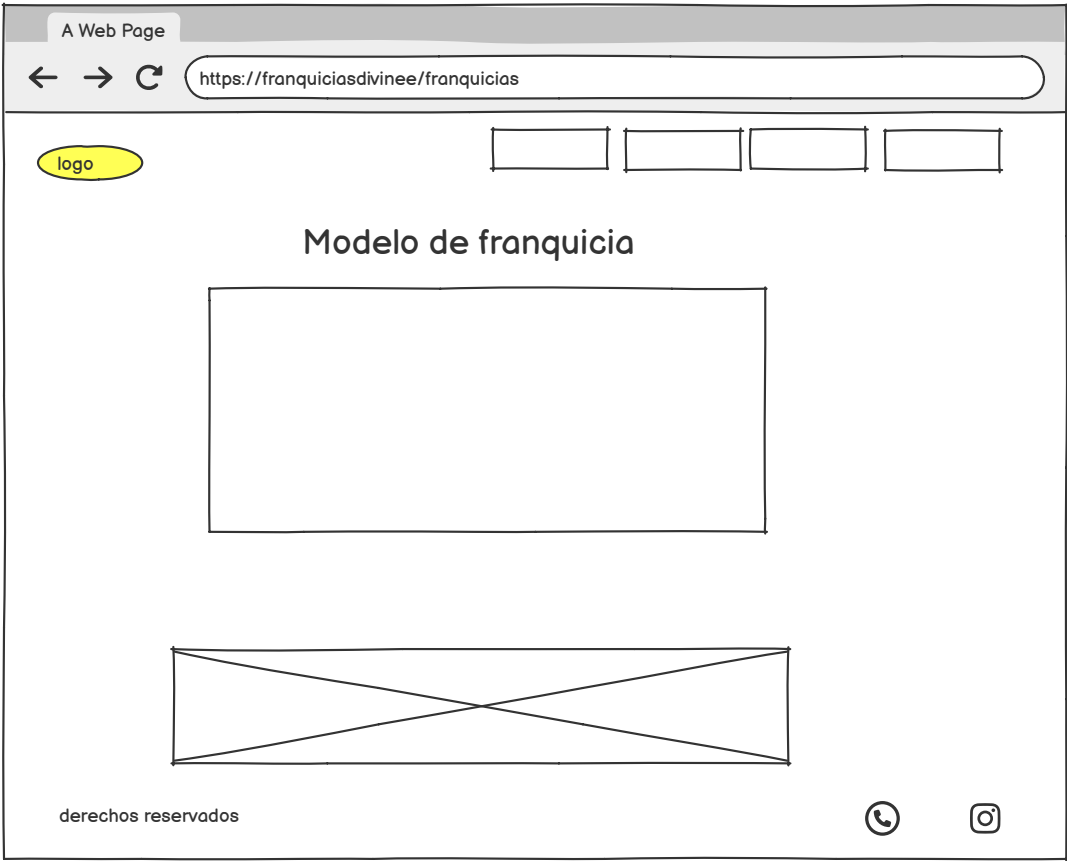 A Web Page
https://franquiciasdivinee/franquicias
logo
Modelo de franquicia
derechos reservados